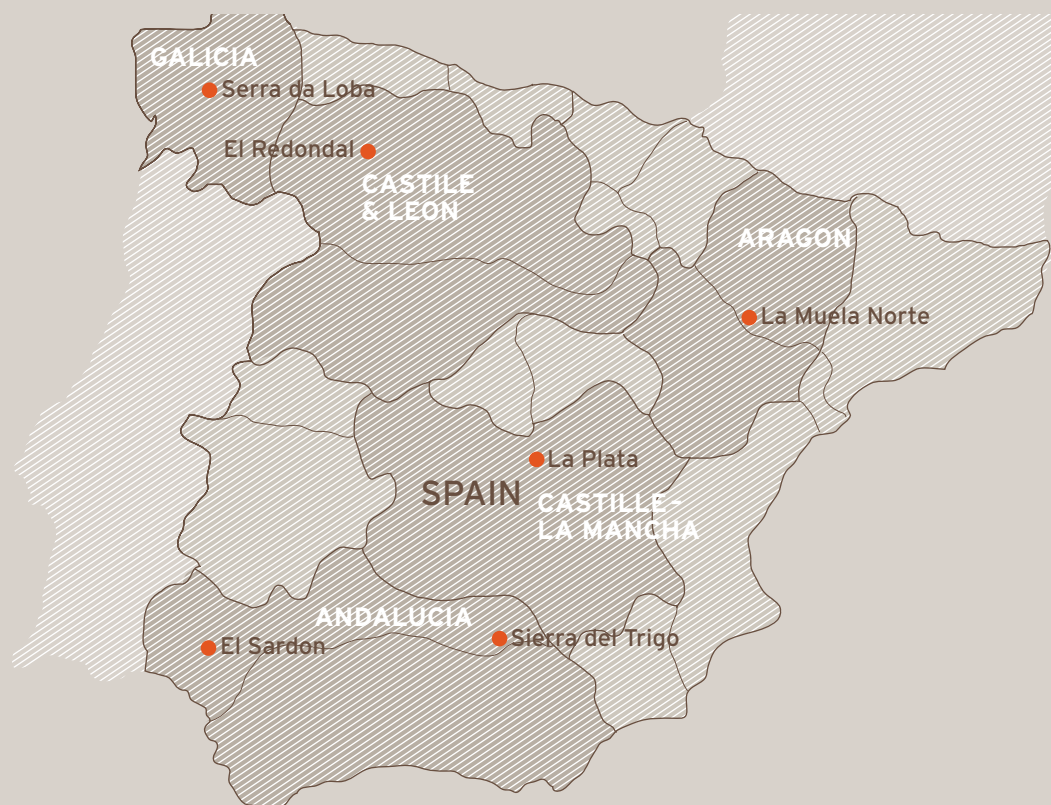 GALICIA
Serra da Loba
El Redondal
CASTILE
& LEON
ARAGON
La Muela Norte
La Plata
SPAIN
CASTILLE-
LA MANCHA
ANDALUCIA
El Sardon
Sierra del Trigo